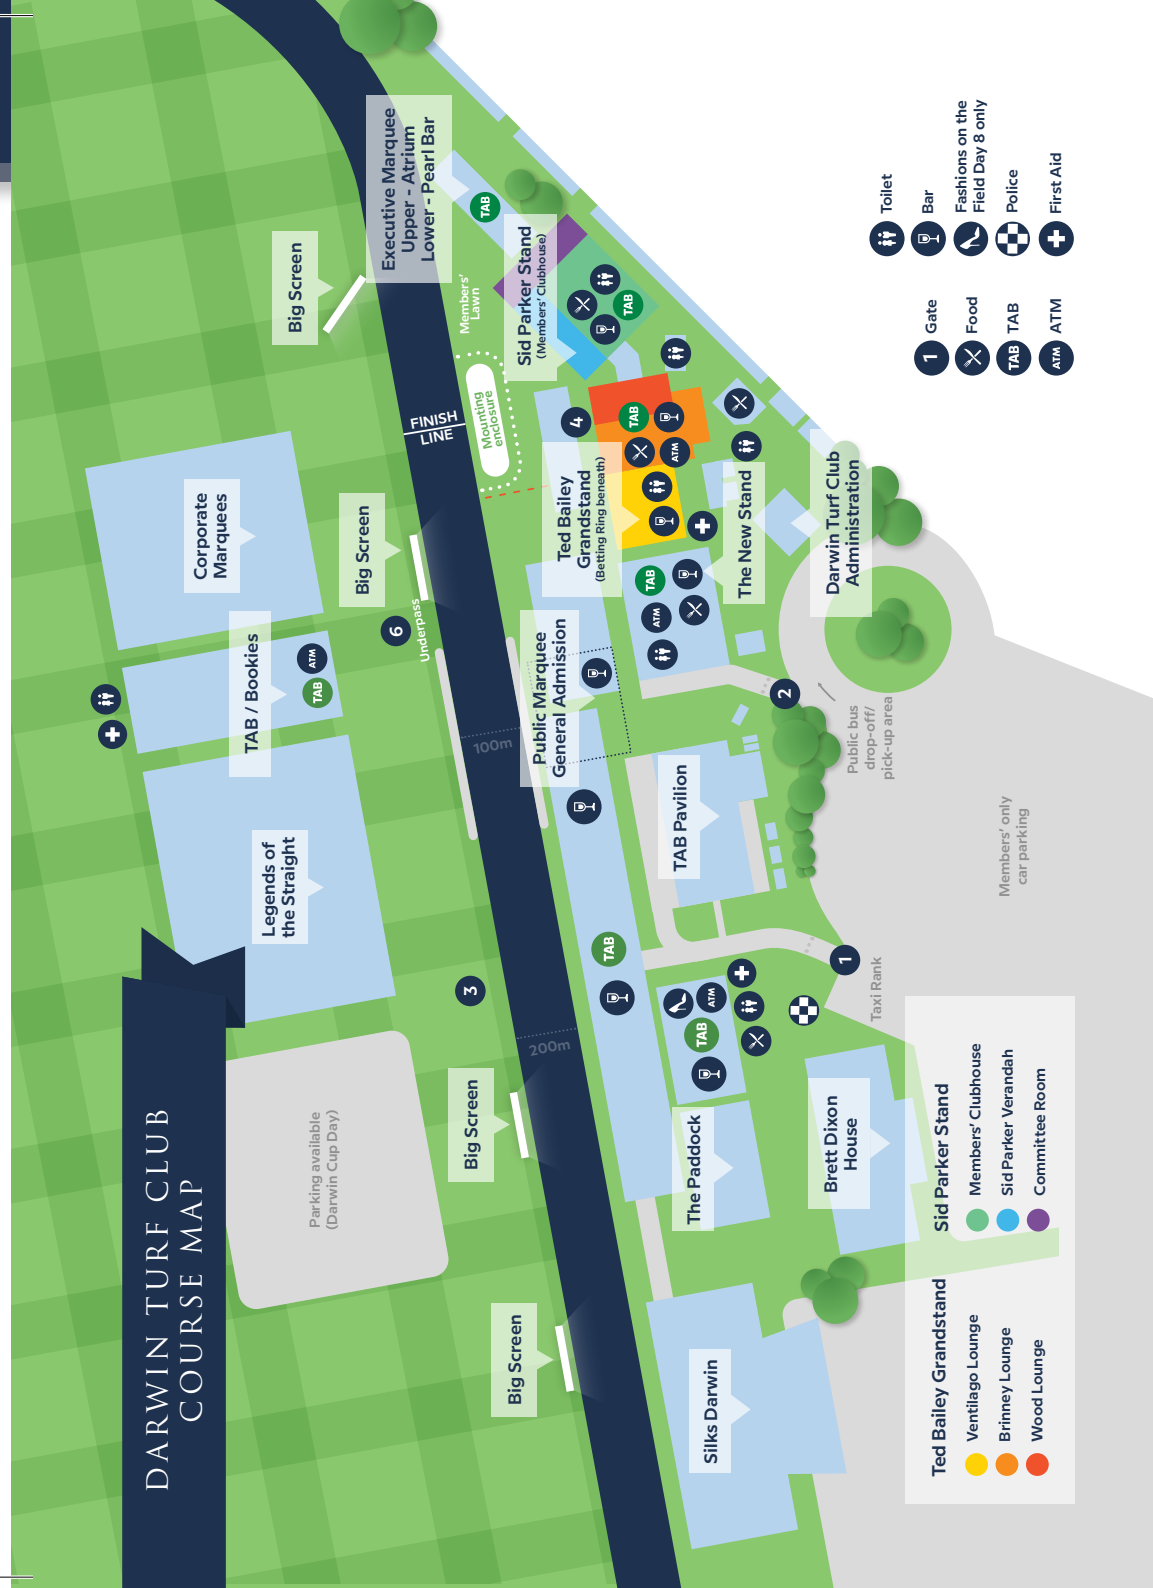 DARWIN TURF CLUB
COURSE MAP
Parking available
(Darwin Cup Day)
Legends of
the Straight
TAB / Bookies
TAB
ATM
Corporate
Marquees
Big Screen
Big Screen
Big Screen
Big Screen
3
6
Underpass
200m
100m
FINISH
LINE
Mounting
enclosure
Members'
Lawn
Executive Marquee
Upper - Atrium
Lower - Pearl Bar
TAB
Sid Parker Stand
(Members' Clubhouse)
TAB
4
TAB
ATM
Ted Bailey
Grandstand
(Betting Ring beneath)
The New Stand
TAB
ATM
Darwin Turf Club
Administration
Public Marquee
General Admission
TAB Pavilion
TAB
TAB
ATM
The Paddock
Brett Dixon
House
Silks Darwin
1
Taxi Rank
2
Public bus
drop-off/
pick-up area
Members' only
car parking
Ted Bailey Grandstand
Ventilago Lounge
Brinney Lounge
Wood Lounge
Sid Parker Stand
Members' Clubhouse
Sid Parker Verandah
Committee Room
1 Gate
Food
TAB TAB
ATM ATM
Toilet
Bar
Fashions on the
Field Day 8 only
Police
First Aid